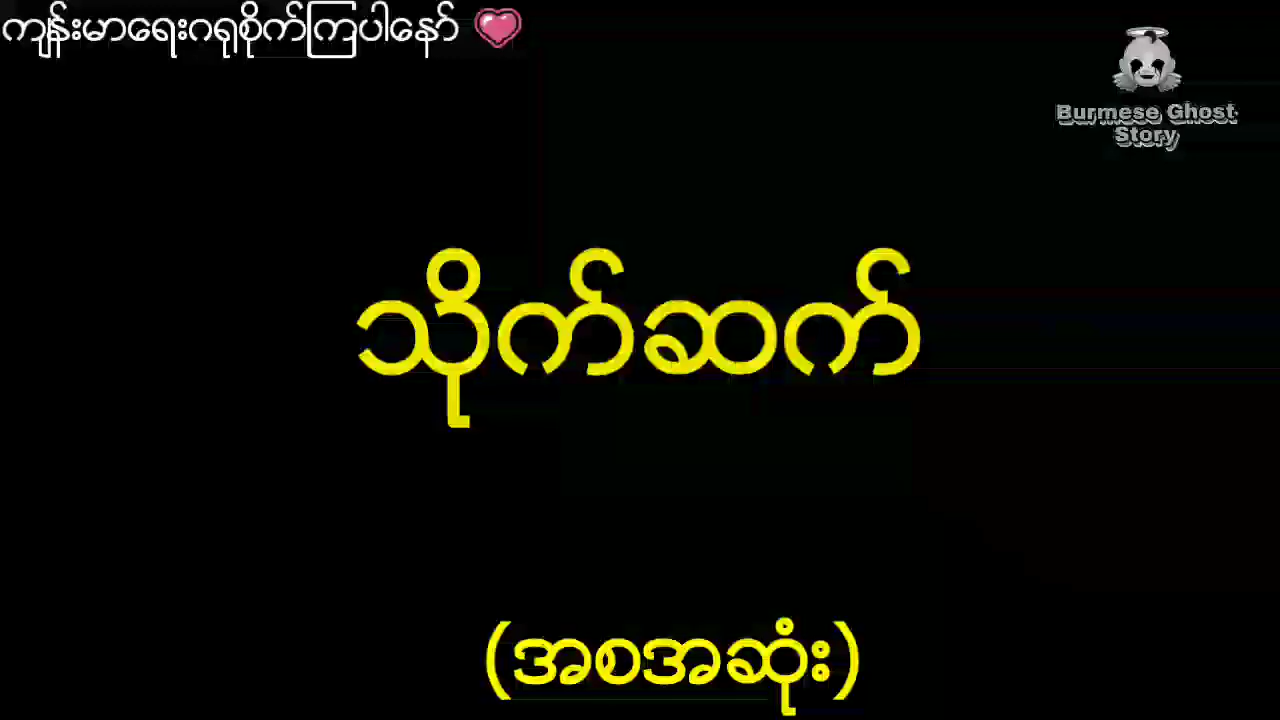 ကျန်းမာရေးဂရုစိုက်ကြပါနော် 💗
Burmese Ghost
Story
သိုက်ဆက်
(အစအဆုံး)